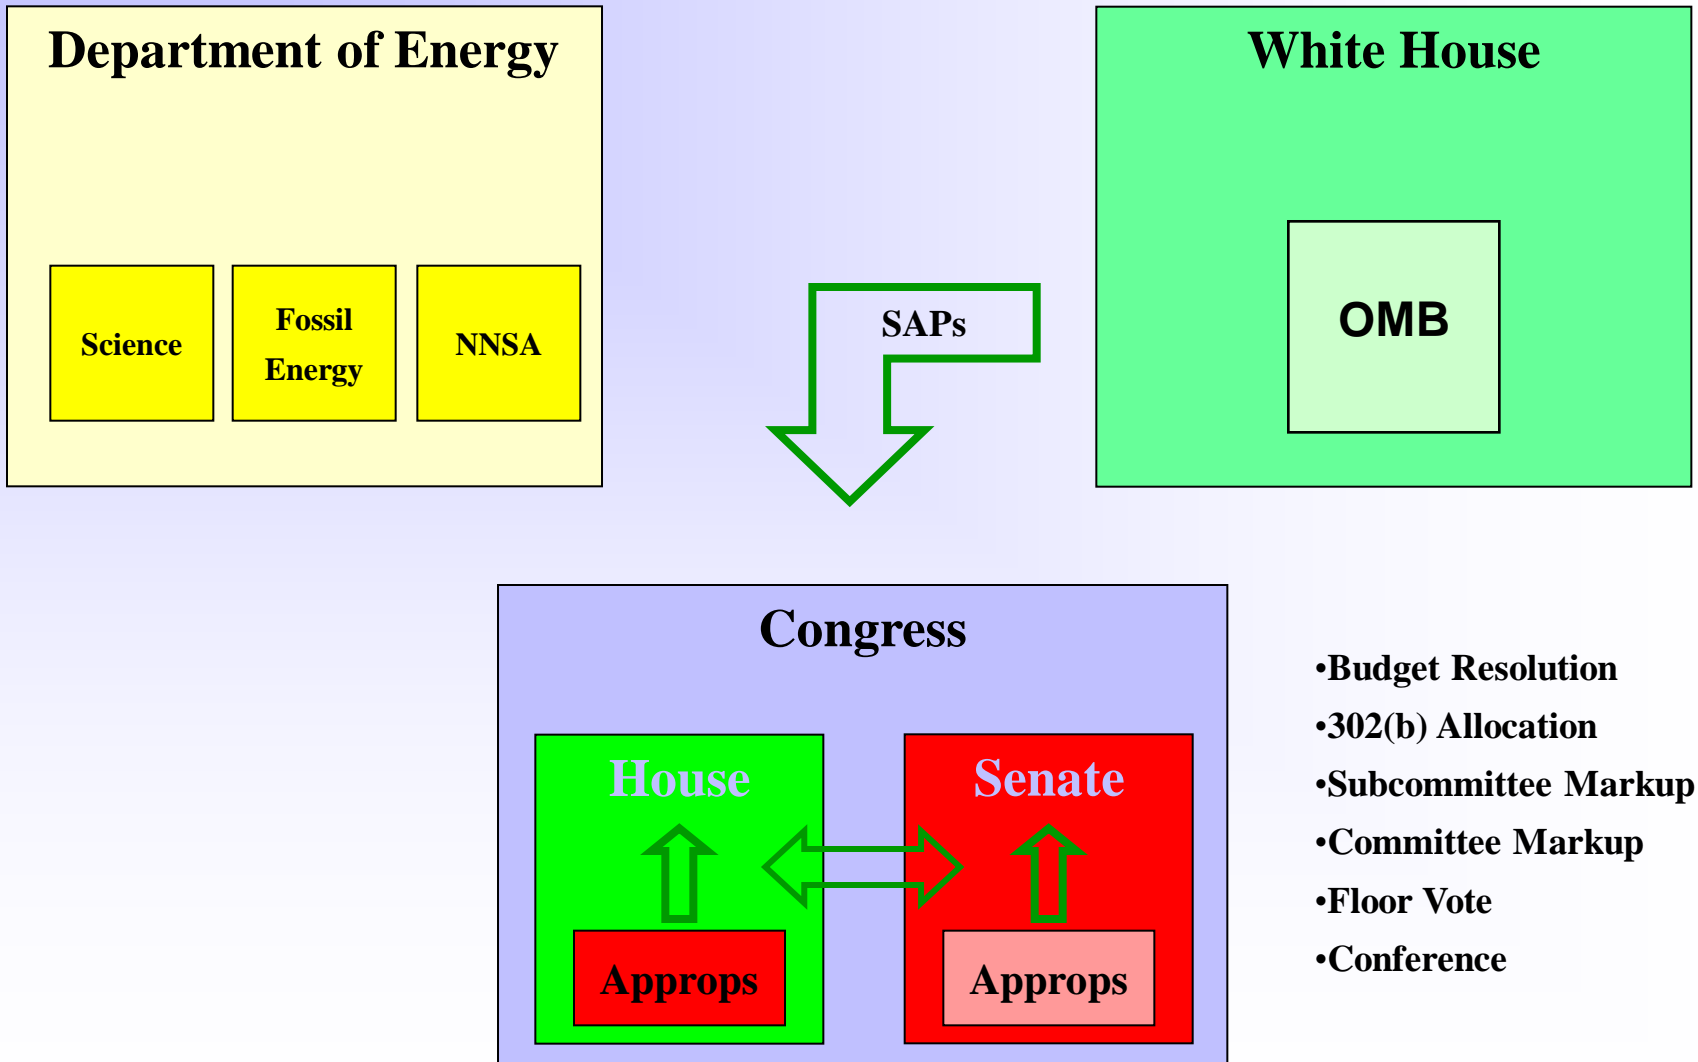 Department of Energy
Science
Fossil
Energy
NNSA
SAPs
White House
OMB
Congress
House
Senate
Approps
Approps
•Budget Resolution
•302(b) Allocation
•Subcommittee Markup
•Committee Markup
•Floor Vote
•Conference